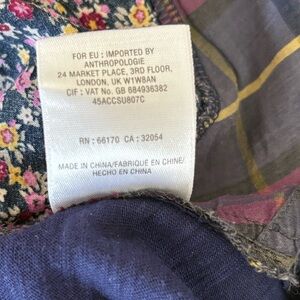 FOR EU : IMPORTED BY
ANTHROPOLOGIE
24 MARKET PLACE, 3RD FLOOR,
LONDON, UK W1W8AN
CIF : VAT No. GB 684936382
45ACCSU807C
RN : 66170 CA : 32054
MADE IN CHINA/FABRIQUÉ EN CHINE/
HECHO EN CHINA